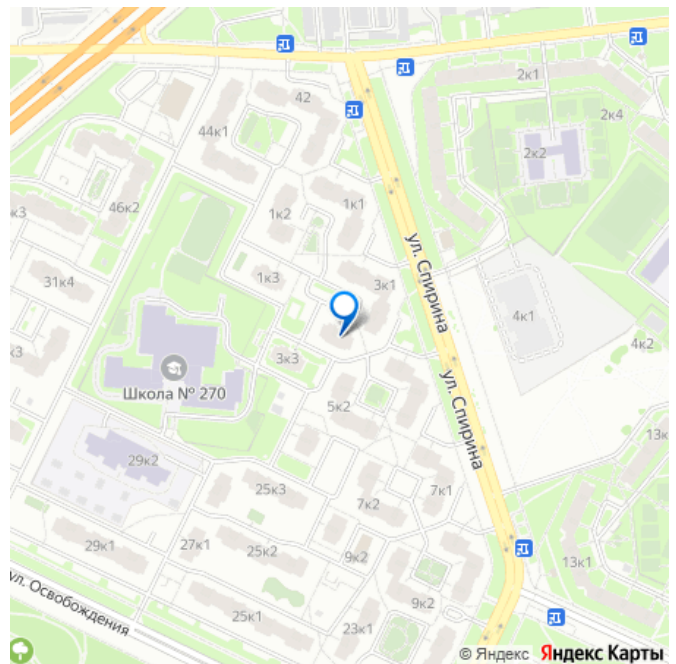 42
2к1
2к4
44к1
2к2
46к2
1к2
1к1
к3
ул. Спирина
31к4
1к3
3к1
4к1
к3
4к2
3к3
Школа № 270
ул. Спирина
5к2
13к
29к2
25к3
7к2
7к1
29к1
27к1
25к2
9к2
13к1
ул. Освобождения
25к1
23к1
9к2
© Яндекс Яндекс Карты